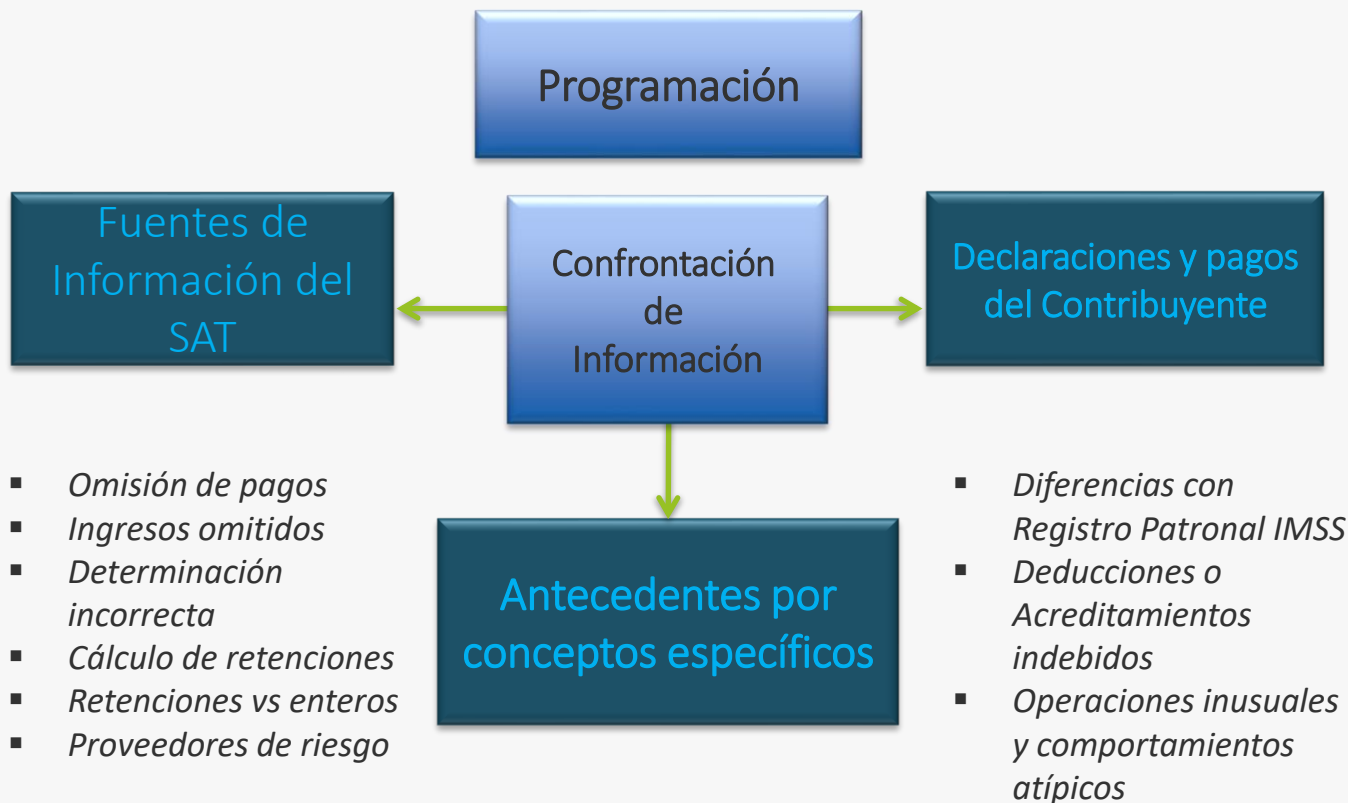 Programación
Fuentes de
Información del
SAT
Confrontación
de
Información
Declaraciones y pagos
del Contribuyente
▪ Omisión de pagos
▪ Ingresos omitidos
▪ Determinación
incorrecta
▪ Cálculo de retenciones
▪ Retenciones vs enteros
▪ Proveedores de riesgo
Antecedentes por
conceptos específicos
▪ Diferencias con
Registro Patronal IMSS
▪ Deducciones o
Acreditamientos
indebidos
▪ Operaciones inusuales
y comportamientos
atípicos